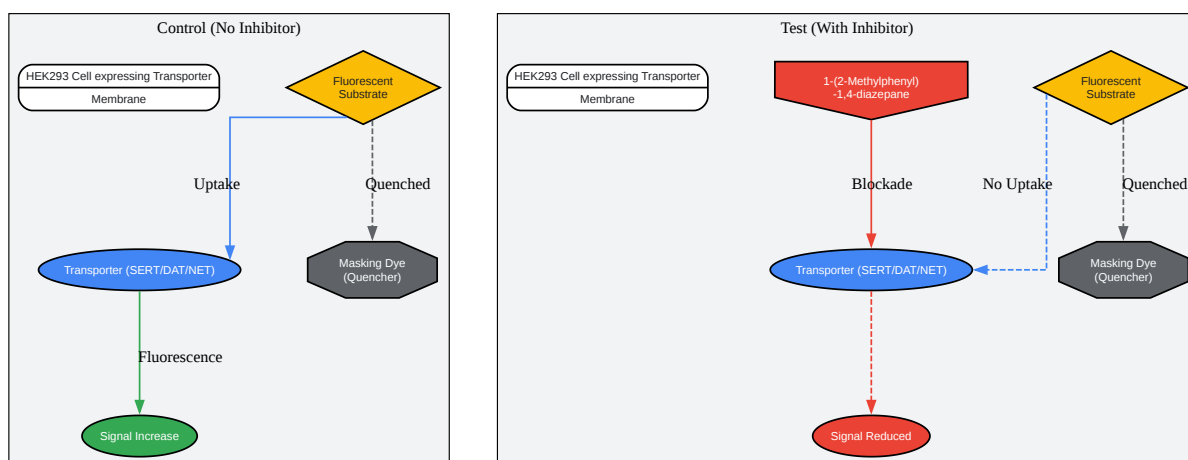 Control (No Inhibitor)
HEK293 Cell expressing Transporter
Membrane
Fluorescent
Substrate
Uptake
Quenched
Transporter (SERT/DAT/NET)
Masking Dye
(Quencher)
Fluorescence
Signal Increase
Test (With Inhibitor)
HEK293 Cell expressing Transporter
Membrane
1-(2-Methylphenyl)
-1,4-diazepane
Fluorescent
Substrate
Blockade
No Uptake
Quenched
Transporter (SERT/DAT/NET)
Masking Dye
(Quencher)
Signal Reduced